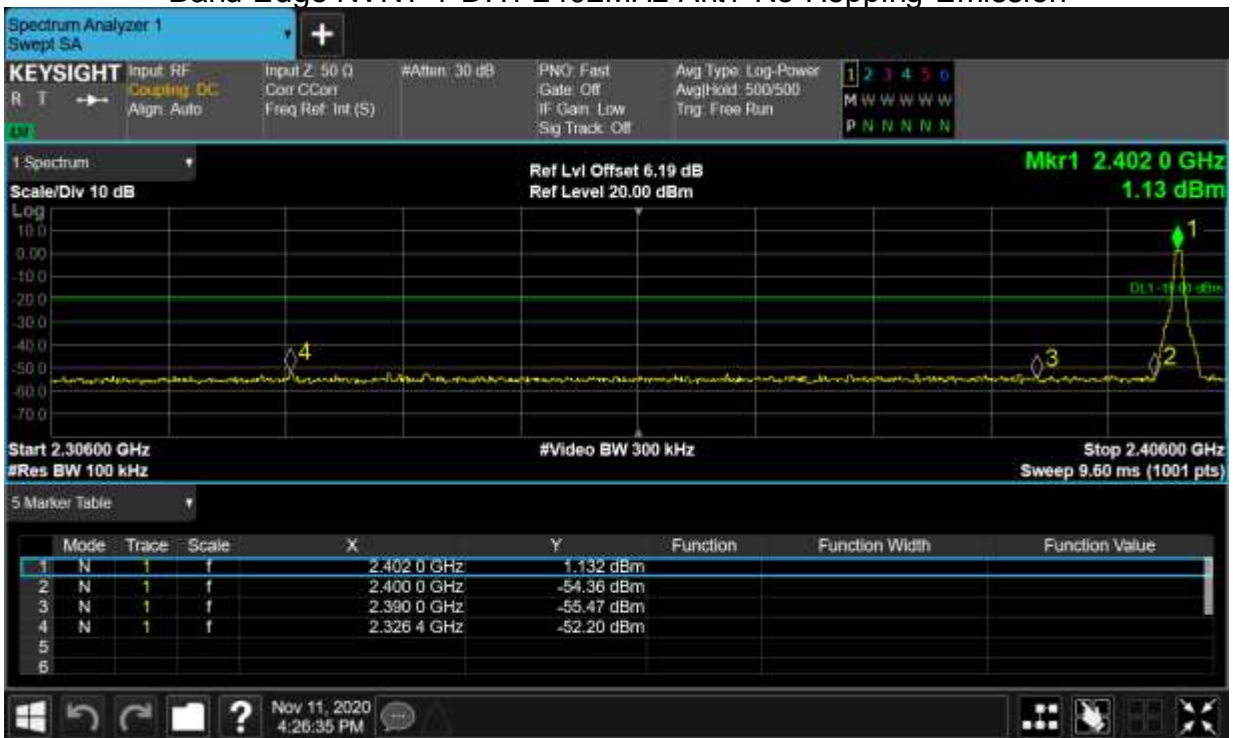 Band Edge NVNT 1-DH1 2402MHz Ant1 No-Hopping Emission
Spectrum Analyzer 1
Swept SA
+
KEYSIGHT
R T
Input: RF
Coupling: DC
Align: Auto
Input Z: 50 Ω
Corr CCorr
Freq Ref: Int (S)
#Atten: 30 dB
PNO: Fast
Gate: Off
IF Gain: Low
Sig Track: Off
Avg Type: Log-Power
Avg|Hold: 500/500
Trig: Free Run
1 2 3 4 5 6
M W W W W W
P N N N N N
1 Spectrum
Scale/Div 10 dB
Ref Lvl Offset 6.19 dB
Ref Level 20.00 dBm
Mkr1 2.402 0 GHz
1.13 dBm
Log
10.0
0.00
-10.0
-20.0
-30.0
-40.0
-50.0
-60.0
-70.0
1
4
3
2
Start 2.30600 GHz
#Video BW 300 kHz
Stop 2.40600 GHz
#Res BW 100 kHz
Sweep 9.60 ms (1001 pts)
5 Marker Table
Mode Trace Scale X Y Function Function Width Function Value
1 N 1 f 2.402 0 GHz 1.132 dBm
2 N 1 f 2.400 0 GHz -54.36 dBm
3 N 1 f 2.390 0 GHz -55.47 dBm
4 N 1 f 2.326 4 GHz -52.20 dBm
5
6
?
Nov 11, 2020
4:26:35 PM